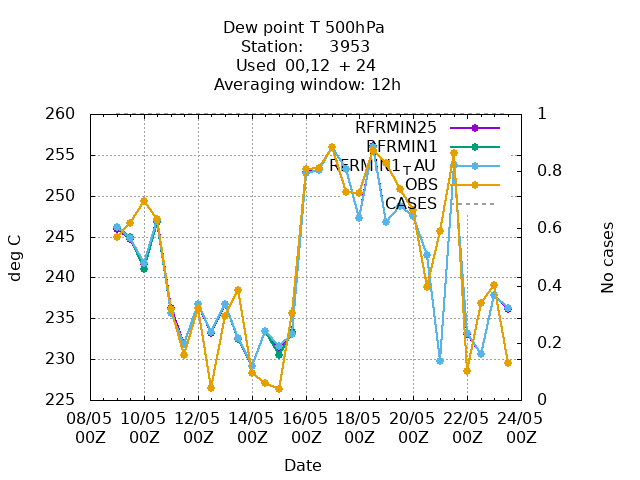 Dew point T 500hPa
Station: 3953
Used 00,12 + 24
Averaging window: 12h
260
255
250
245
240
235
230
225
deg C
1
0.8
0.6
0.4
0.2
0
No cases
RFRMIN25
RFRMIN1
RFRMIN1_AU
OBS
CASES
08/05 10/05 12/05 14/05 16/05 18/05 20/05 22/05 24/05
00Z 00Z 00Z 00Z 00Z 00Z 00Z 00Z 00Z
Date